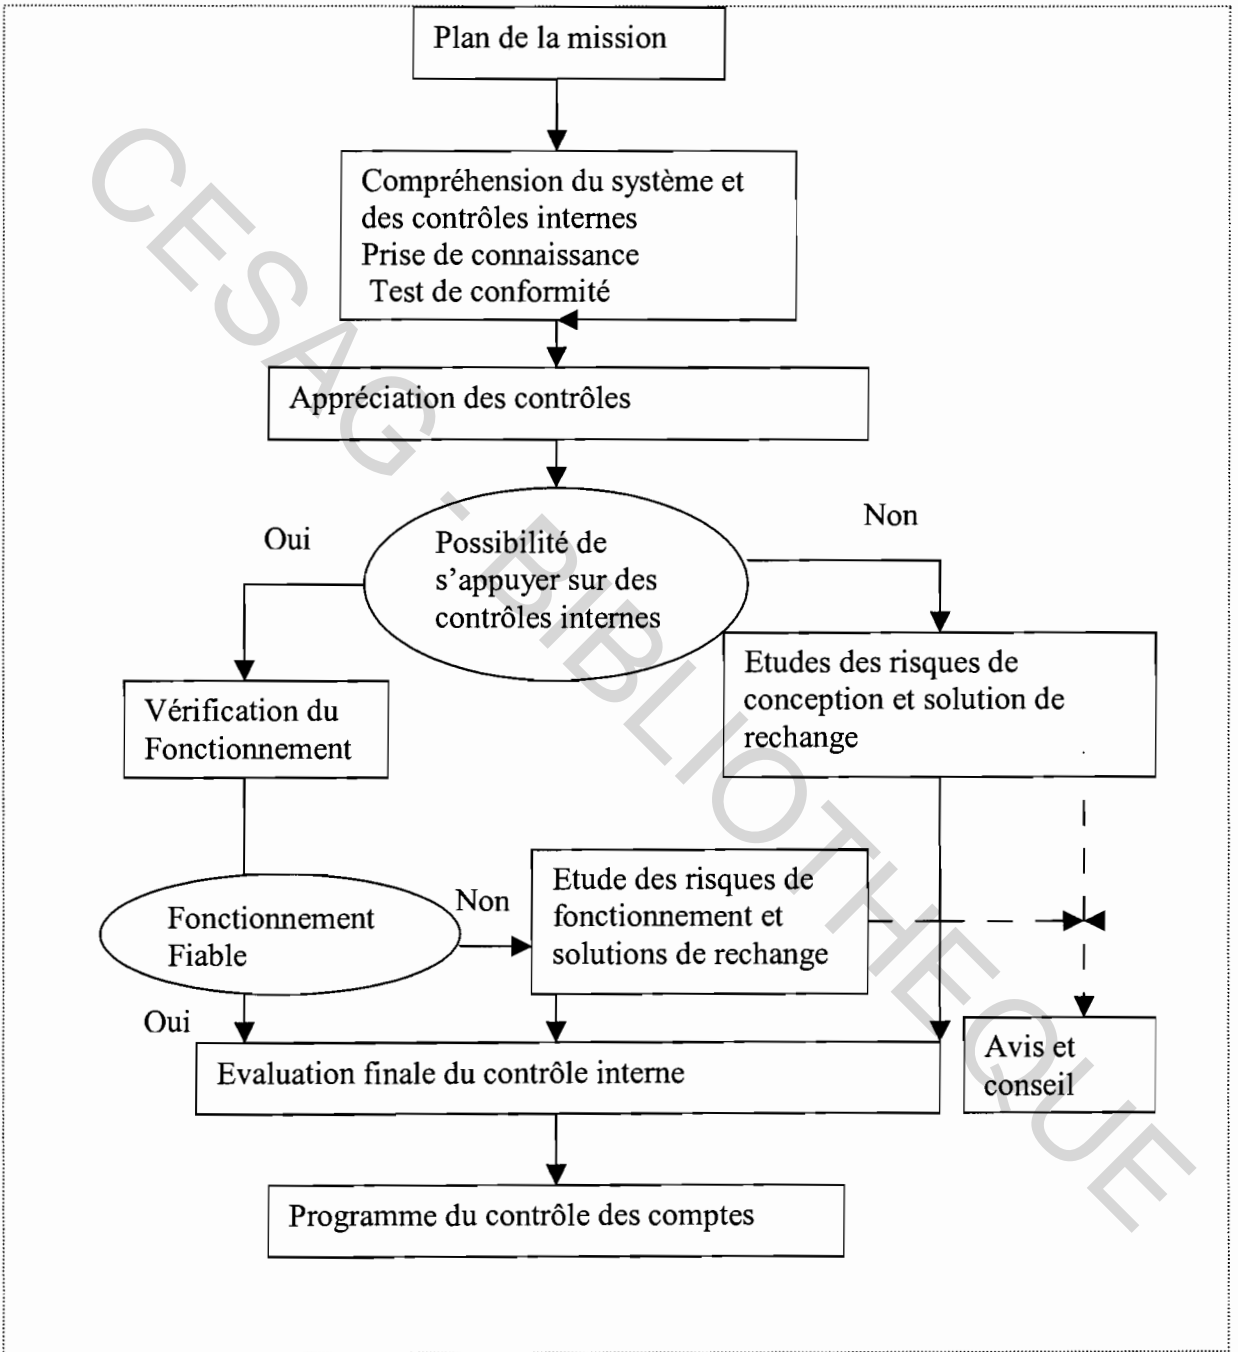 Plan de la mission
Compréhension du système et
des contrôles internes
Prise de connaissance
Test de conformité
Appréciation des contrôles
Oui
Non
Possibilité de
s'appuyer sur des
contrôles internes
Etudes des risques de
conception et solution de
rechange
Vérification du
Fonctionnement
Fonctionnement
Fiable
Non
Etude des risques de
fonctionnement et
solutions de rechange
Oui
Evaluation finale du contrôle interne
Avis et
conseil
Programme du contrôle des comptes
CESAG - BIBLIOTHEQUE